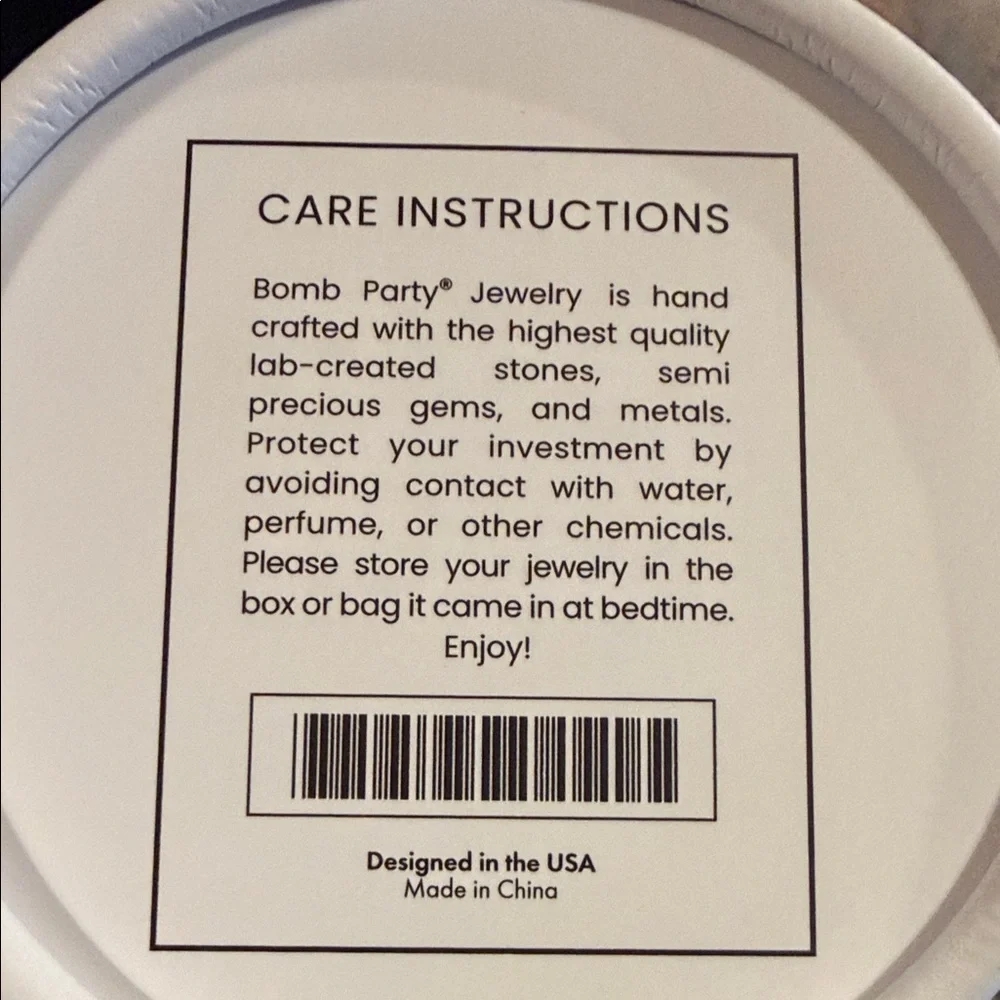 CARE INSTRUCTIONS
Bomb Party® Jewelry is hand
crafted with the highest quality
lab-created stones, semi
precious gems, and metals.
Protect your investment by
avoiding contact with water,
perfume, or other chemicals.
Please store your jewelry in the
box or bag it came in at bedtime.
Enjoy!
Designed in the USA
Made in China